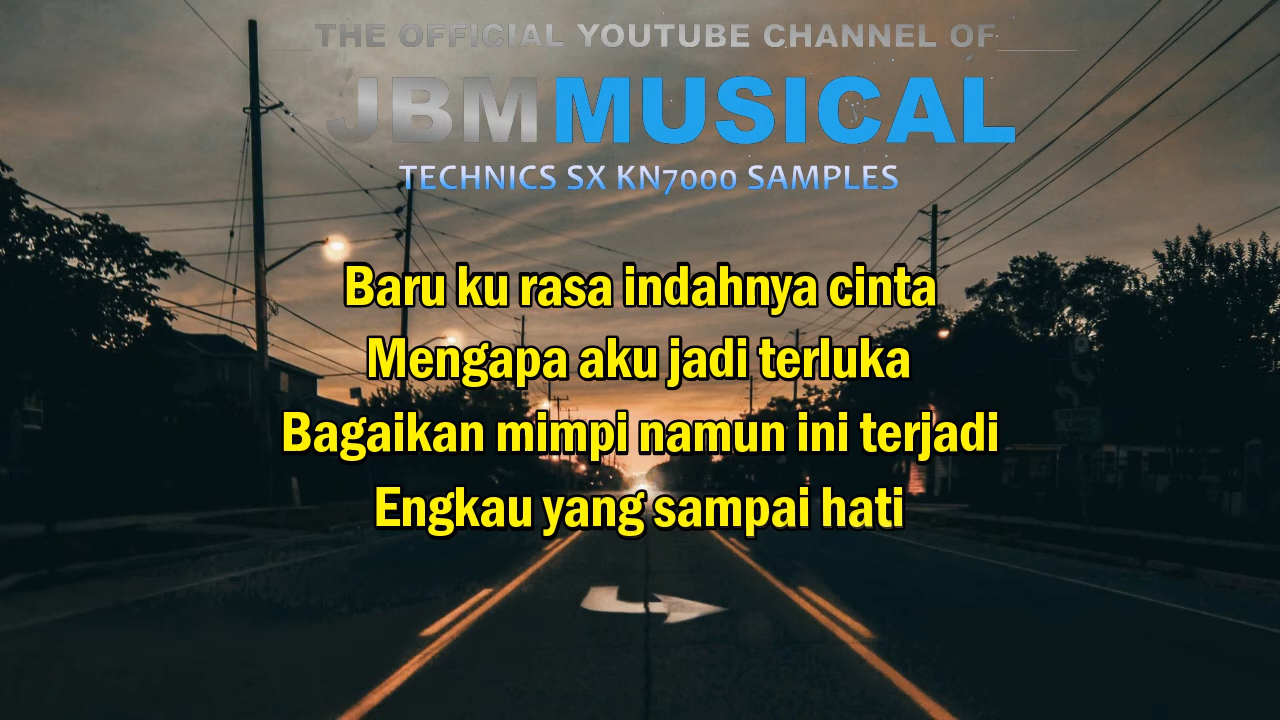 THE OFFICIAL YOUTUBE CHANNEL OF
JBMMUSICAL
TECHNICS SX KN7000 SAMPLES
Baru ku rasa indahnya cinta
Mengapa aku jadi terluka
Bagaikan mimpi namun ini terjadi
Engkau yang sampai hati